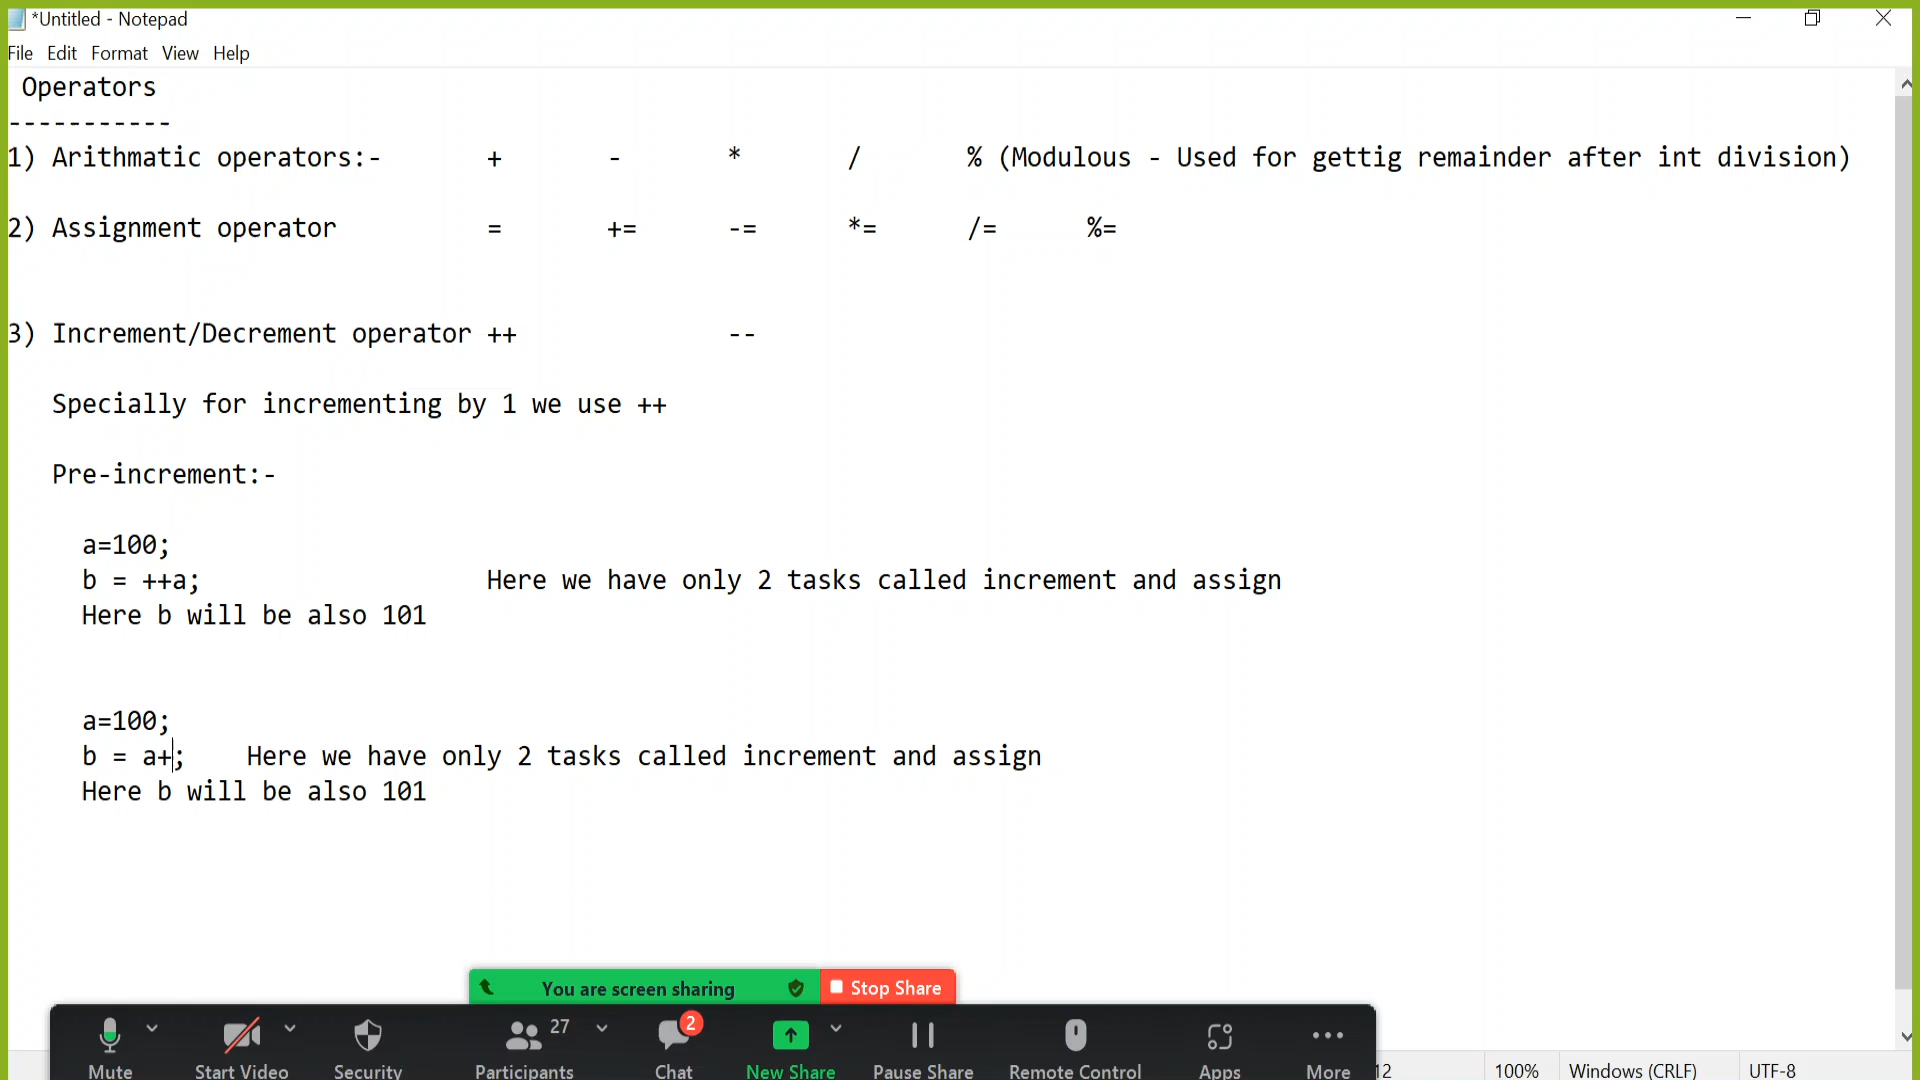 *Untitled - Notepad
File Edit Format View Help
Operators
-----------
1) Arithmatic operators:- + - * / % (Modulous - Used for gettig remainder after int division)
2) Assignment operator = += -= *= /= %=
3) Increment/Decrement operator ++ --
Specially for incrementing by 1 we use ++
Pre-increment:-
a=100;
b = ++a; Here we have only 2 tasks called increment and assign
Here b will be also 101
a=100;
b = a+; Here we have only 2 tasks called increment and assign
Here b will be also 101
You are screen sharing Stop Share
27 2
Mute Start Video Security Participants Chat New Share Pause Share Remote Control Apps More
12 100% Windows (CRLF) UTF-8